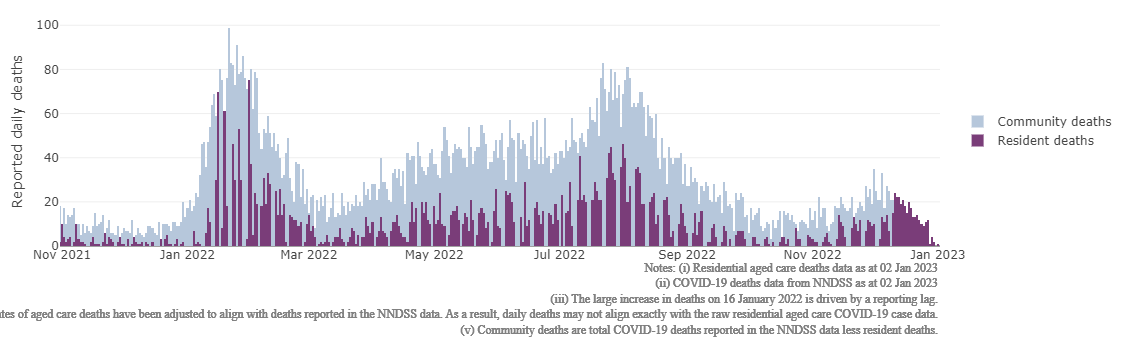 100
80
60
40
20
0
Reported daily deaths
Nov 2021
Jan 2022
Mar 2022
May 2022
Jul 2022
Sep 2022
Nov 2022
Jan 2023
Community deaths
Resident deaths
Notes: (i) Residential aged care deaths data as at 02 Jan 2023
(ii) COVID-19 deaths data from NNDSS as at 02 Jan 2023
(iii) The large increase in deaths on 16 January 2022 is driven by a reporting lag.
of aged care deaths have been adjusted to align with deaths reported in the NNDSS data. As a result, daily deaths may not align exactly with the raw residential aged care COVID-19 case data.
(v) Community deaths are total COVID-19 deaths reported in the NNDSS data less resident deaths.